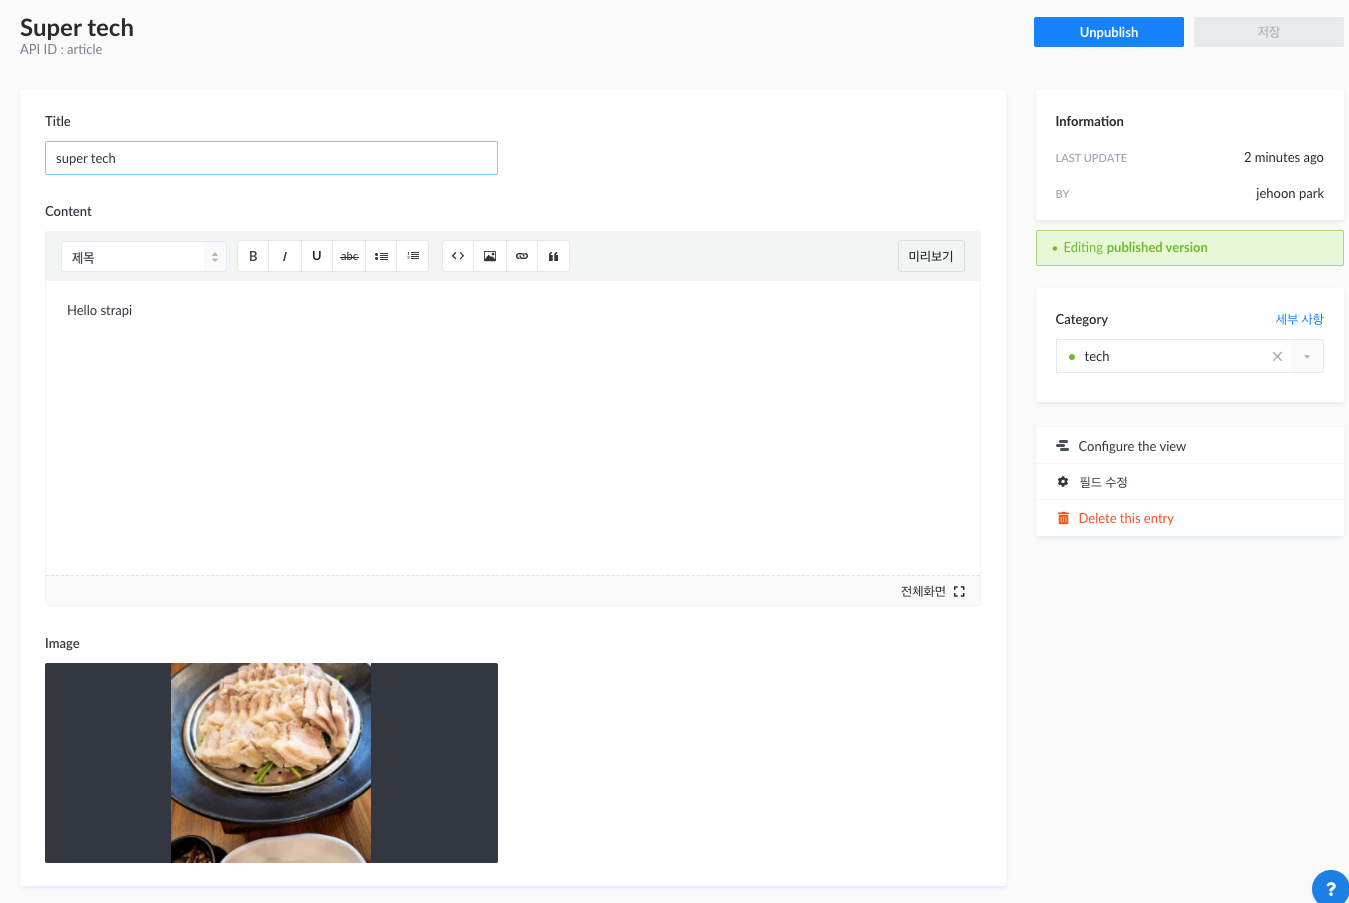 Super tech
API ID : article
Unpublish
저장
Title
super tech
Content
제목
B I U abc
미리보기
Hello strapi
전체화면
Image
Information
LAST UPDATE 2 minutes ago
BY jehoon park
Editing published version
Category 세부 사항
tech
Configure the view
필드 수정
Delete this entry
?